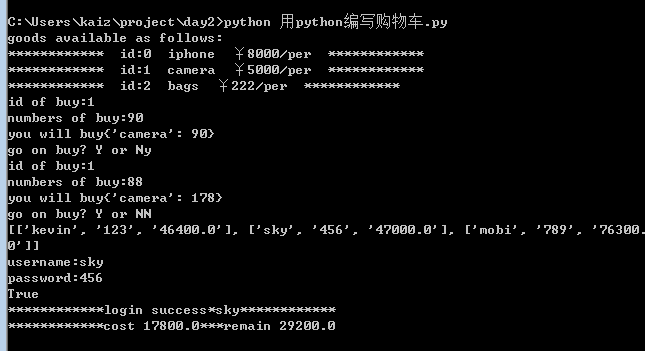 C:\Users\kaiz\project\day2>python 用python编写购物车.py
goods available as follows:
************  id:0  iphone  ￥8000/per  ************
************  id:1  camera  ￥5000/per  ************
************  id:2  bags  ￥222/per  ************
id of buy:1
numbers of buy:90
you will buy{'camera': 90}
go on buy? Y or Ny
id of buy:1
numbers of buy:88
you will buy{'camera': 178}
go on buy? Y or NN
[['kevin', '123', '46400.0'], ['sky', '456', '47000.0'], ['mobi', '789', '76300.
0']]
username:sky
password:456
True
************login success*sky************
************cost 17800.0***remain 29200.0